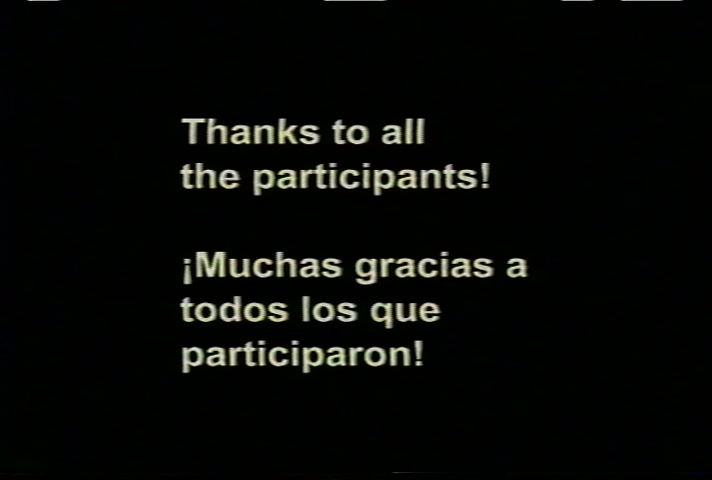 Thanks to all
the participants!
¡Muchas gracias a
todos los que
participaron!